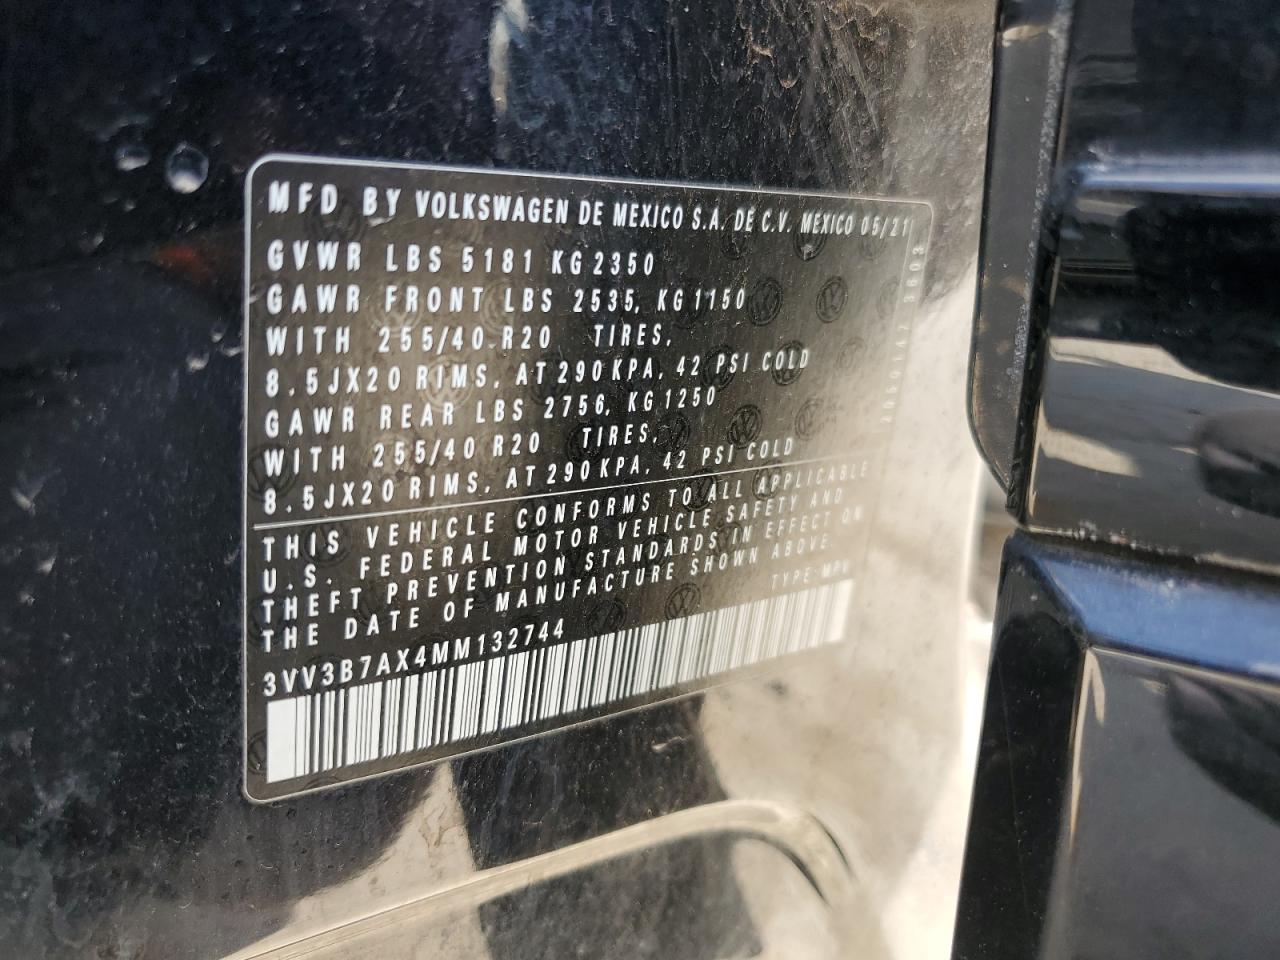 MFD BY VOLKSWAGEN DE MEXICO S.A. DE C.V. MEXICO 05/21
GVWR LBS 5181 KG 2350
GAWR FRONT LBS 2535, KG 1150
WITH 255/40 R20 TIRES,
8.5JX20 RIMS, AT 290 KPA, 42 PSI COLD
GAWR REAR LBS 2756, KG 1250
WITH 255/40 R20 TIRES,
8.5JX20 RIMS, AT 290 KPA, 42 PSI COLD
THIS VEHICLE CONFORMS TO ALL APPLICABLE
U.S. FEDERAL MOTOR VEHICLE SAFETY AND
THEFT PREVENTION STANDARDS IN EFFECT ON
THE DATE OF MANUFACTURE SHOWN ABOVE.
TYPE: MPV
3VV3B7AX4MM132744